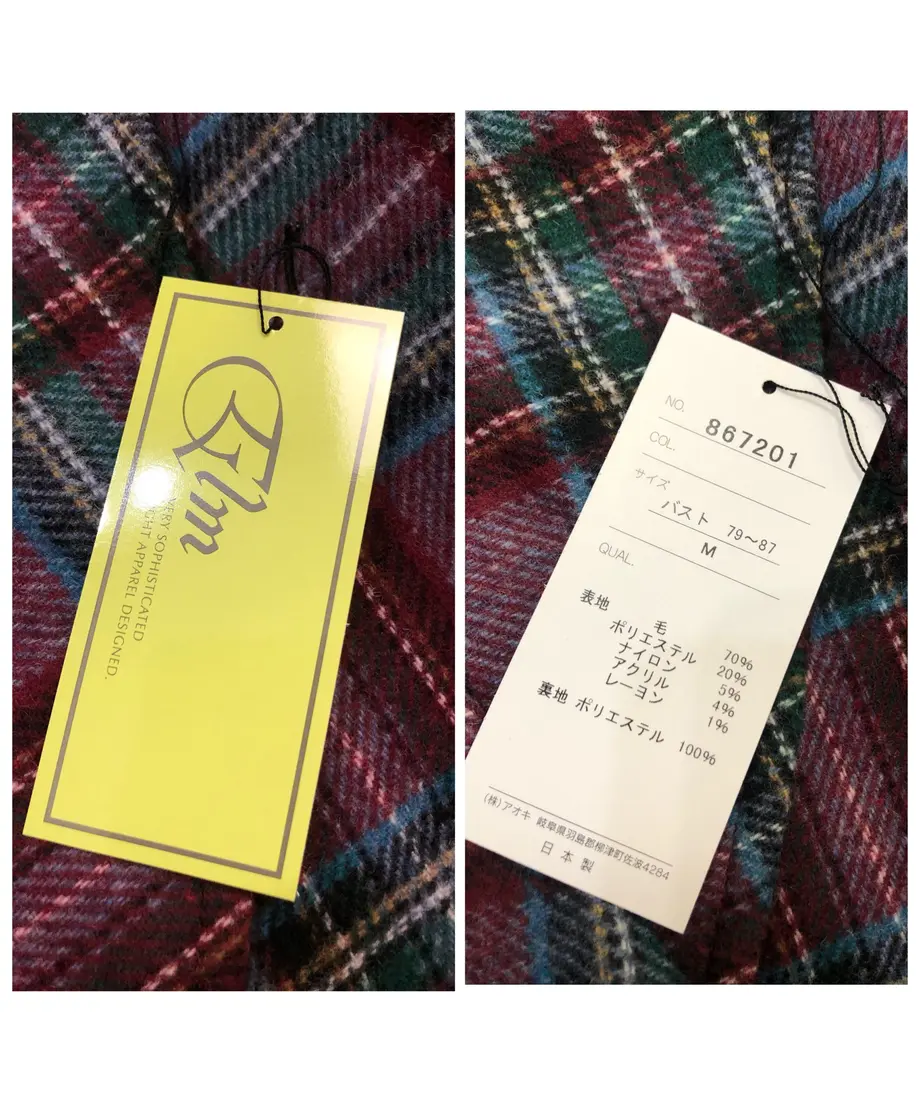 Elm
VERY SOPHISTICATED
GHT APPAREL DESIGNED.
NO.
867201
COL.
サイズ
バスト 79〜87
M
QUAL.
表地 毛 70%
ポリエステル 20%
ナイロン 5%
アクリル 4%
レーヨン 1%
裏地 ポリエステル 100%
(株)アオキ 岐阜県羽島郡柳津町佐波4284
日本製